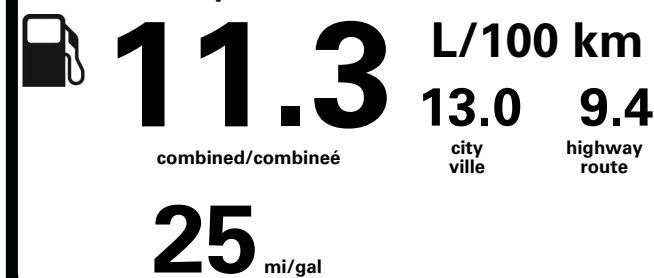 11.3 L/100 km
13.0 9.4
combined/combineé city highway
ville route
25 mi/gal